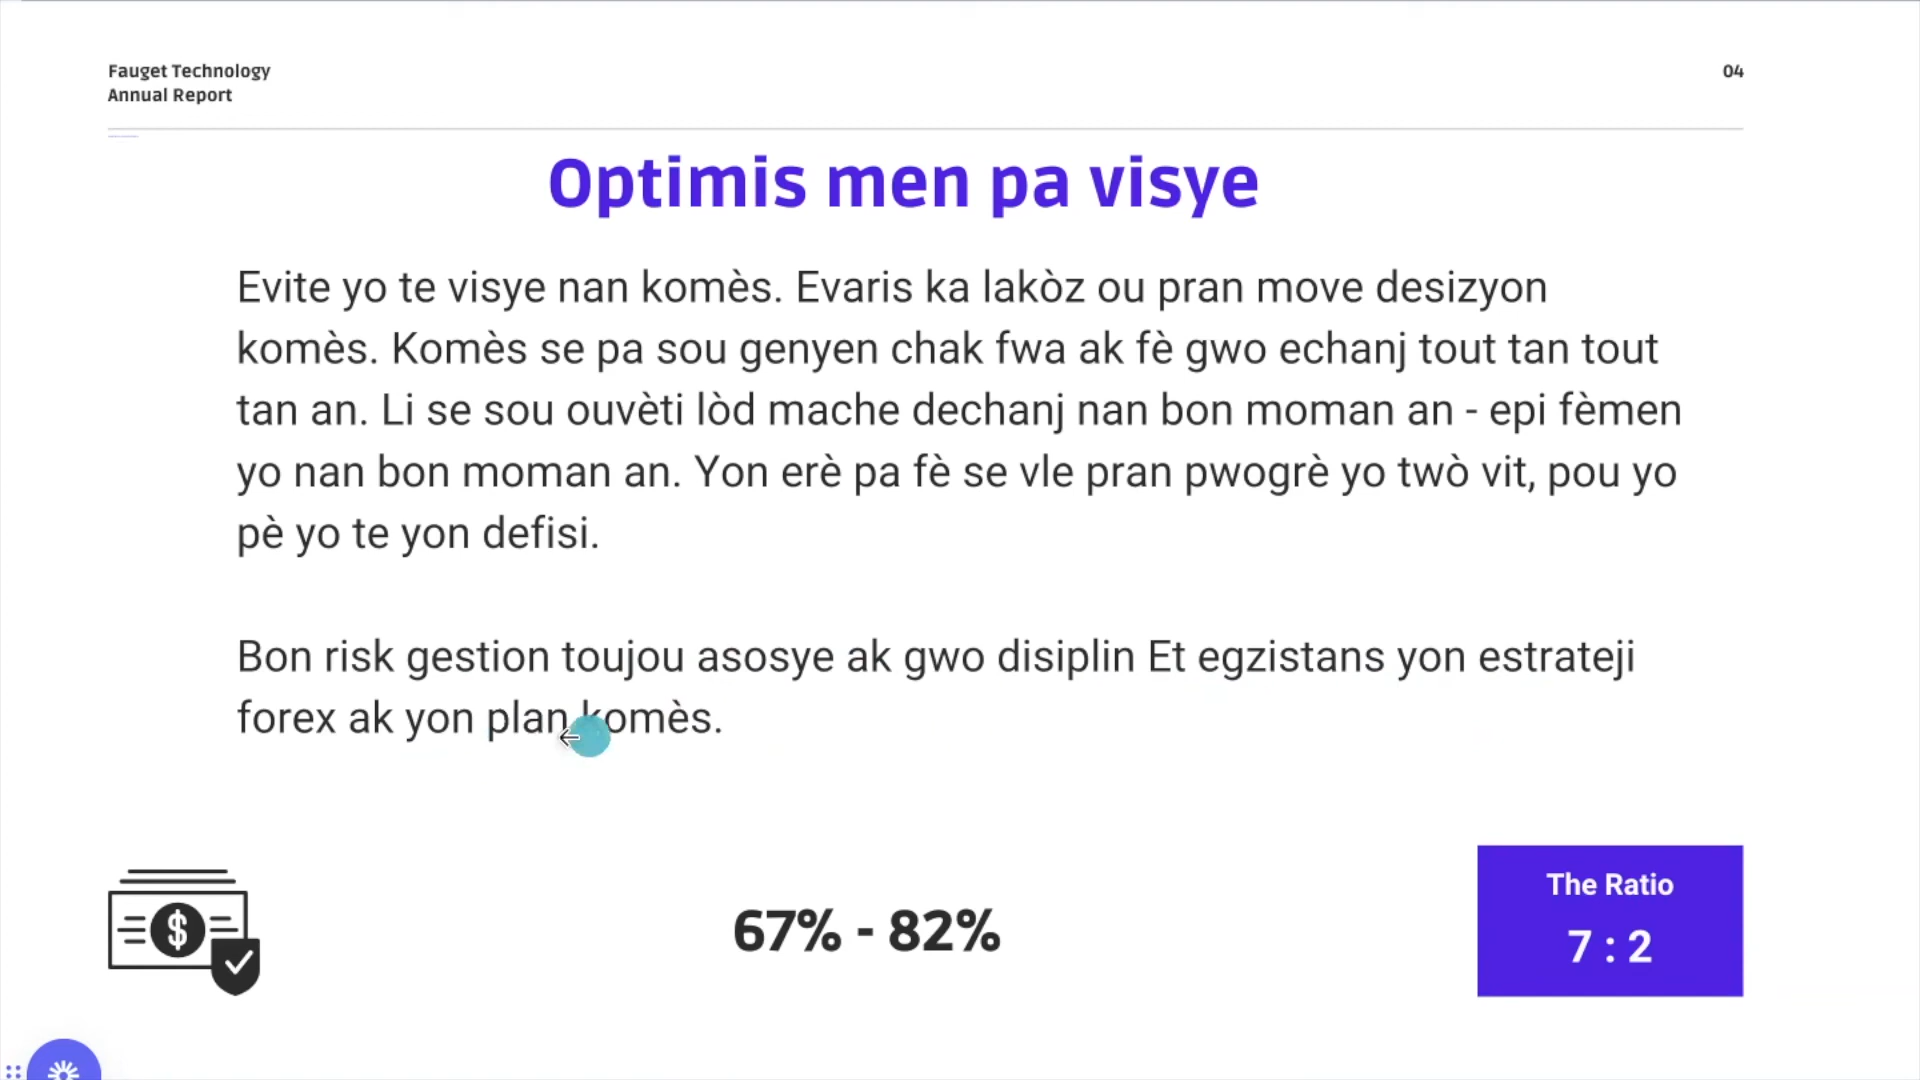 Fauget Technology
Annual Report
04
Optimis men pa visye
Evite yo te visye nan komès. Evaris ka lakòz ou pran move desizyon
komès. Komès se pa sou genyen chak fwa ak fè gwo echanj tout tan tout
tan an. Li se sou ouvèti lòd mache dechanj nan bon moman an - epi fèmen
yo nan bon moman an. Yon erè pa fè se vle pran pwogrè yo twò vit, pou yo
pè yo te yon defisi.
Bon risk gestion toujou asosye ak gwo disiplin Et egzistans yon estrateji
forex ak yon plan komès.
$
67% - 82%
The Ratio
7 : 2